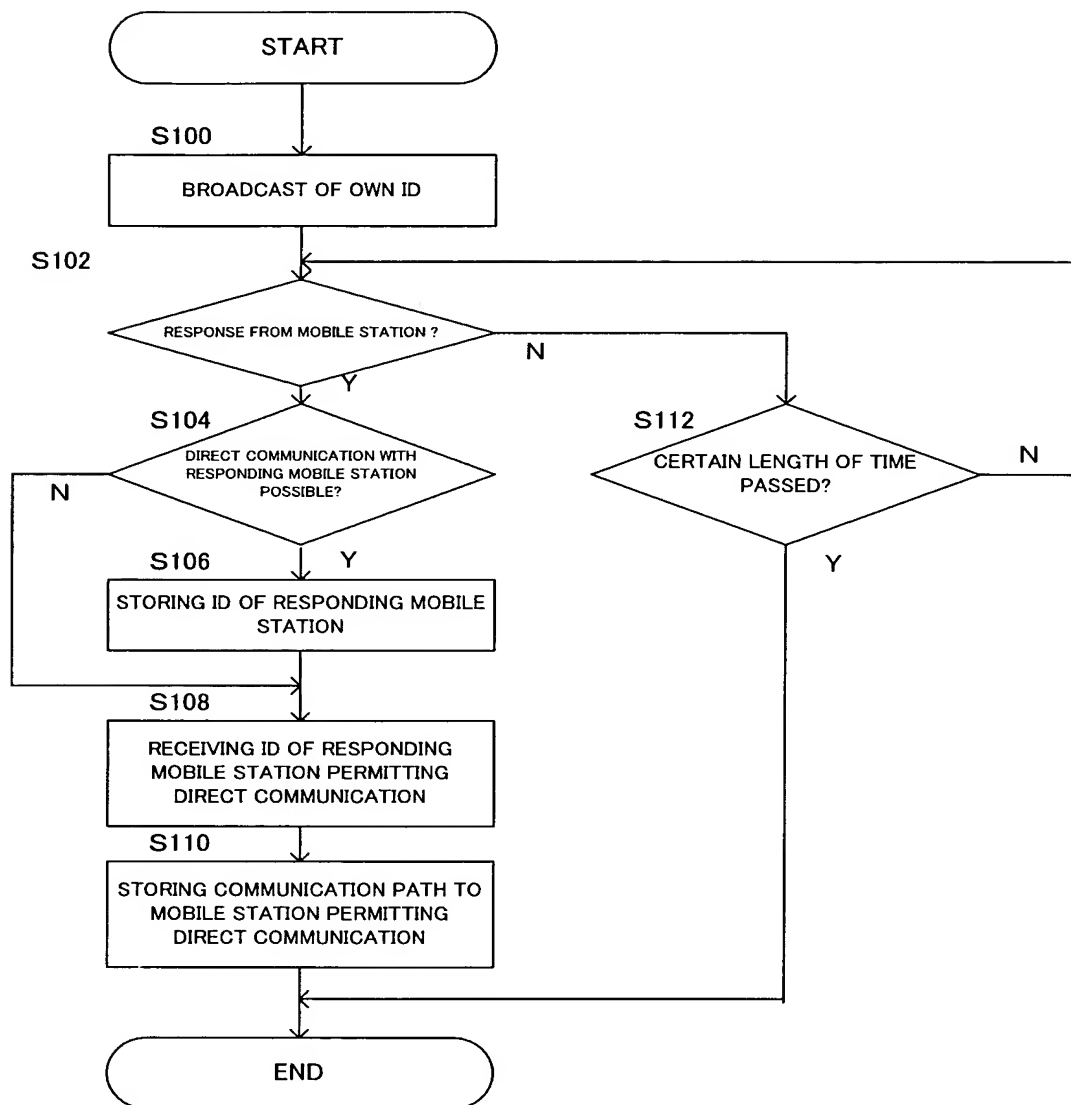 START
S100
BROADCAST OF OWN ID
S102
RESPONSE FROM MOBILE STATION ?
N
Y
S104
DIRECT COMMUNICATION WITH
RESPONDING MOBILE STATION
POSSIBLE?
N
Y
S112
CERTAIN LENGTH OF TIME
PASSED?
N
Y
S106
STORING ID OF RESPONDING MOBILE
STATION
S108
RECEIVING ID OF RESPONDING
MOBILE STATION PERMITTING
DIRECT COMMUNICATION
S110
STORING COMMUNICATION PATH TO
MOBILE STATION PERMITTING
DIRECT COMMUNICATION
END